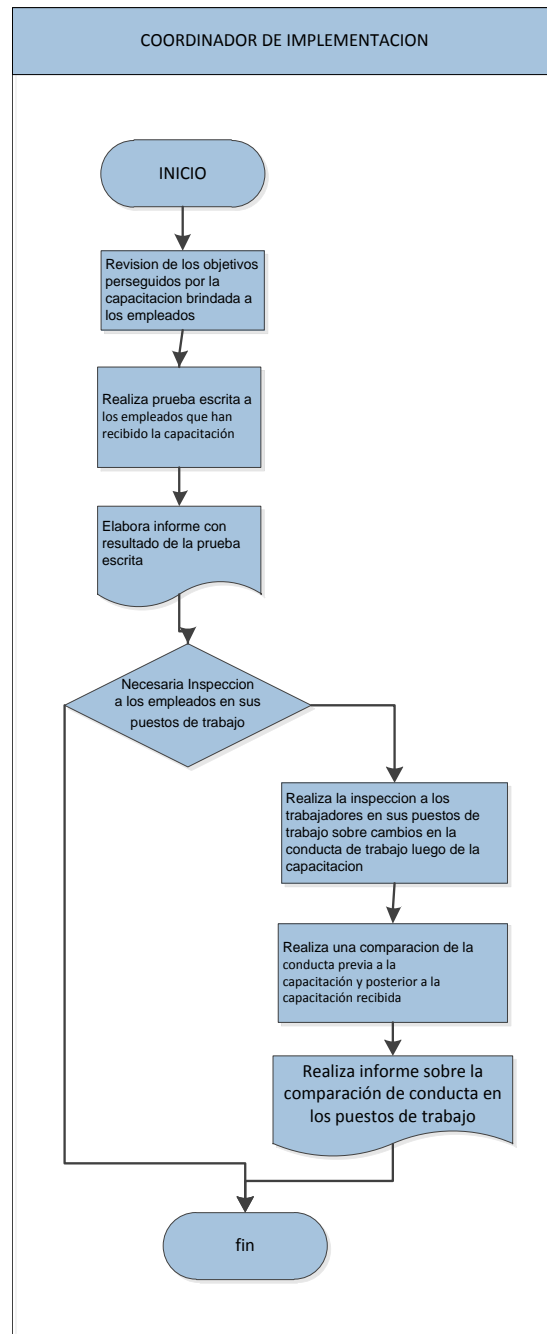 COORDINADOR DE IMPLEMENTACION
INICIO
Revision de los objetivos
perseguidos por la
capacitacion brindada a
los empleados
Realiza prueba escrita a
los empleados que han
recibido la capacitación
Elabora informe con
resultado de la prueba
escrita
Necesaria Inspeccion
a los empleados en sus
puestos de trabajo
Realiza la inspeccion a los
trabajadores en sus puestos de
trabajo sobre cambios en la
conducta de trabajo luego de la
capacitacion
Realiza una comparacion de la
conducta previa a la
capacitación y posterior a la
capacitación recibida
Realiza informe sobre la
comparación de conducta en
los puestos de trabajo
fin